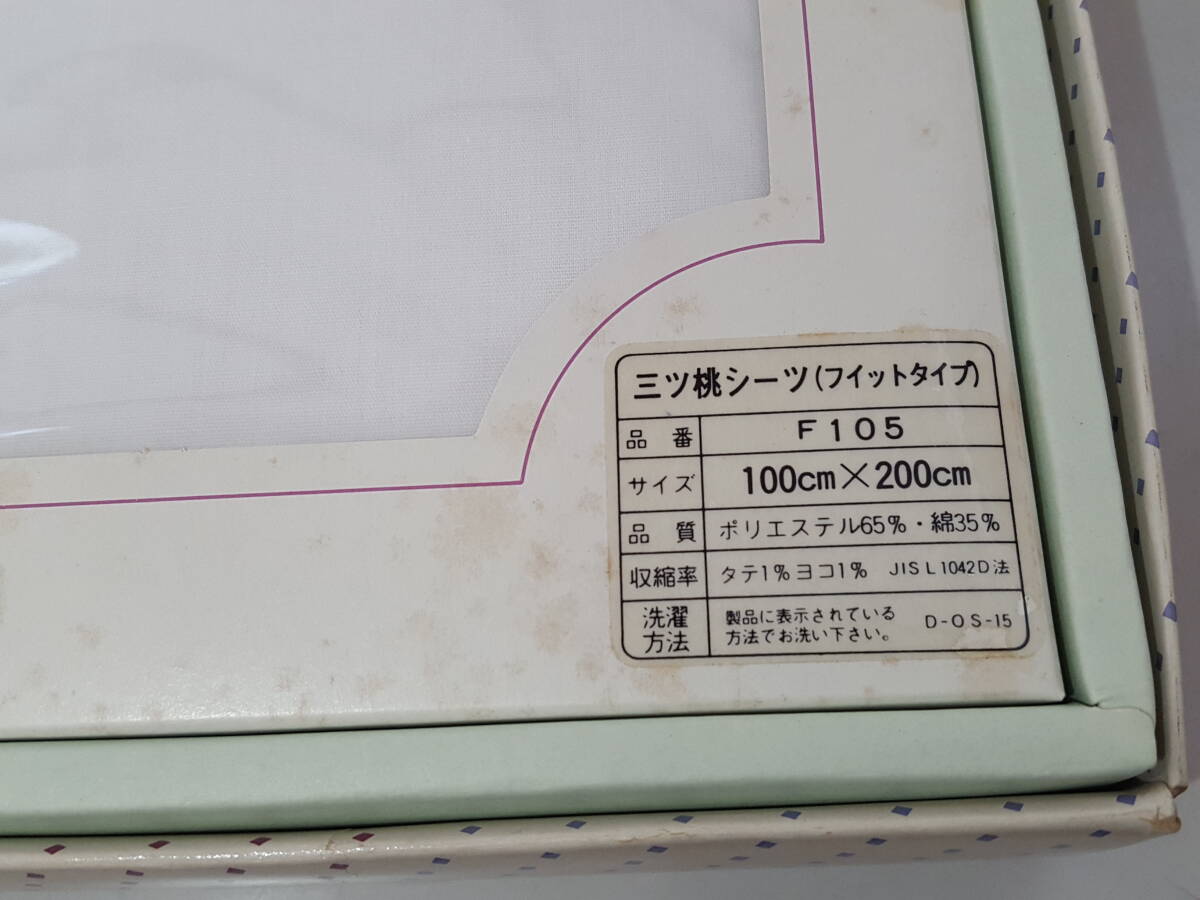 三ツ桃シーツ(フイットタイプ)
品番 F105
サイズ 100cm×200cm
品質 ポリエステル65%・綿35%
収縮率 タテ1%ヨコ1% JIS L1042D法
洗濯方法 製品に表示されている
方法でお洗い下さい。 D-OS-15